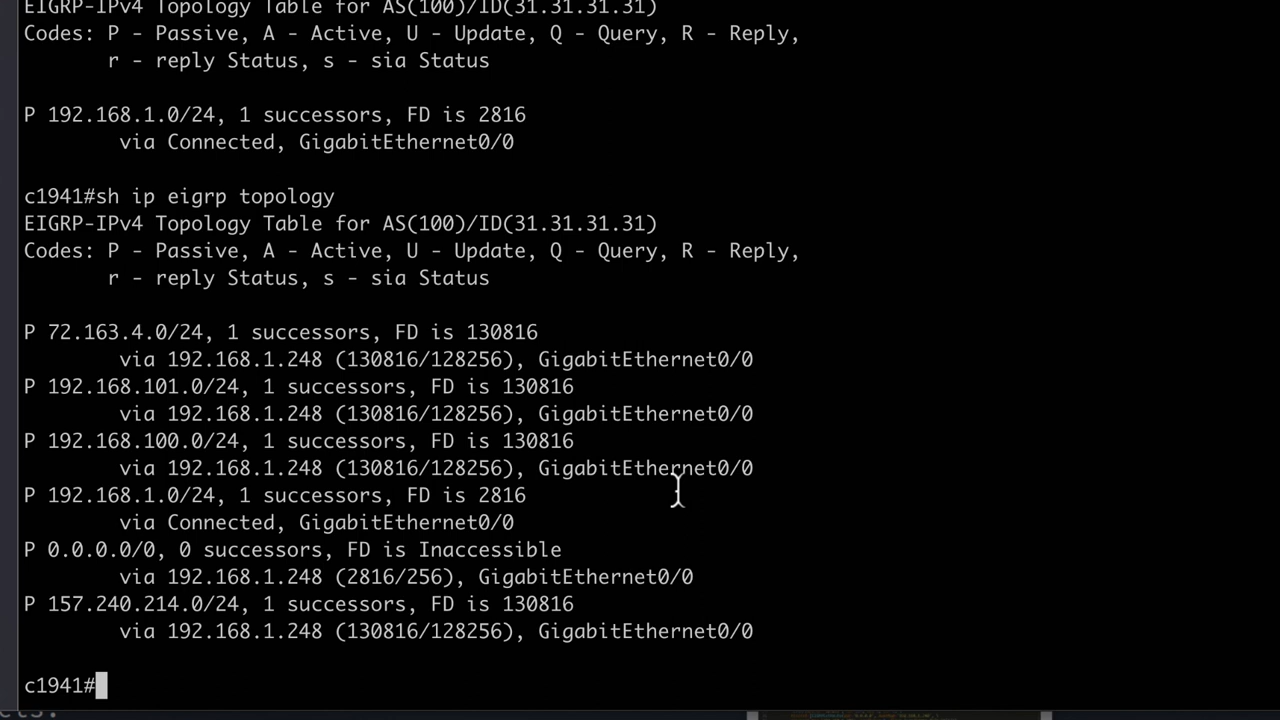 EIGRP-IPv4 Topology Table for AS(100)/ID(31.31.31.31)
Codes: P - Passive, A - Active, U - Update, Q - Query, R - Reply,
r - reply Status, s - sia Status
P 192.168.1.0/24, 1 successors, FD is 2816
via Connected, GigabitEthernet0/0
c1941#sh ip eigrp topology
EIGRP-IPv4 Topology Table for AS(100)/ID(31.31.31.31)
Codes: P - Passive, A - Active, U - Update, Q - Query, R - Reply,
r - reply Status, s - sia Status
P 72.163.4.0/24, 1 successors, FD is 130816
via 192.168.1.248 (130816/128256), GigabitEthernet0/0
P 192.168.101.0/24, 1 successors, FD is 130816
via 192.168.1.248 (130816/128256), GigabitEthernet0/0
P 192.168.100.0/24, 1 successors, FD is 130816
via 192.168.1.248 (130816/128256), GigabitEthernet0/0
P 192.168.1.0/24, 1 successors, FD is 2816
via Connected, GigabitEthernet0/0
P 0.0.0.0/0, 0 successors, FD is Inaccessible
via 192.168.1.248 (2816/256), GigabitEthernet0/0
P 157.240.214.0/24, 1 successors, FD is 130816
via 192.168.1.248 (130816/128256), GigabitEthernet0/0
c1941#